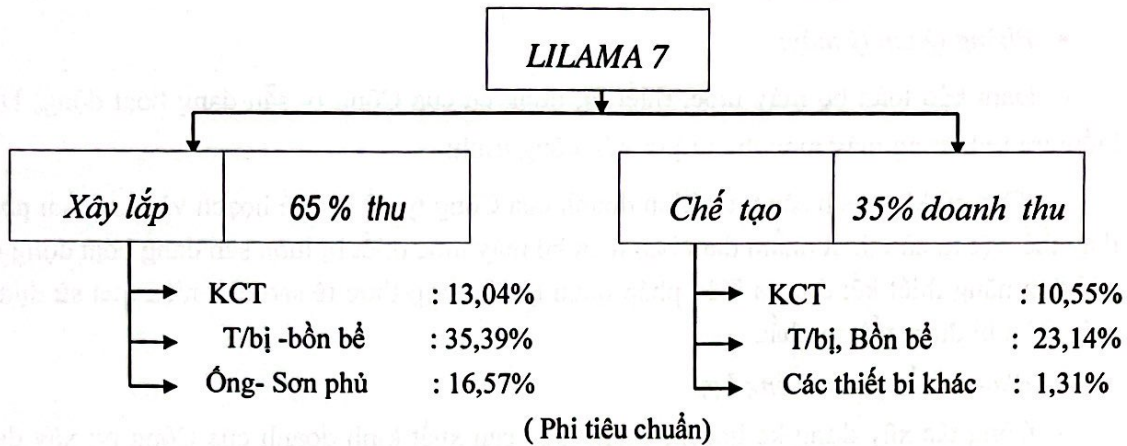 LILAMA 7
Xây lắp 65 % thu Chế tạo 35% doanh thu
KCT : 13,04% KCT : 10,55%
T/bị -bồn bể : 35,39% T/bị, Bồn bể : 23,14%
Ống- Sơn phủ : 16,57% Các thiết bỉ khác : 1,31%
( Phi tiêu chuẩn)